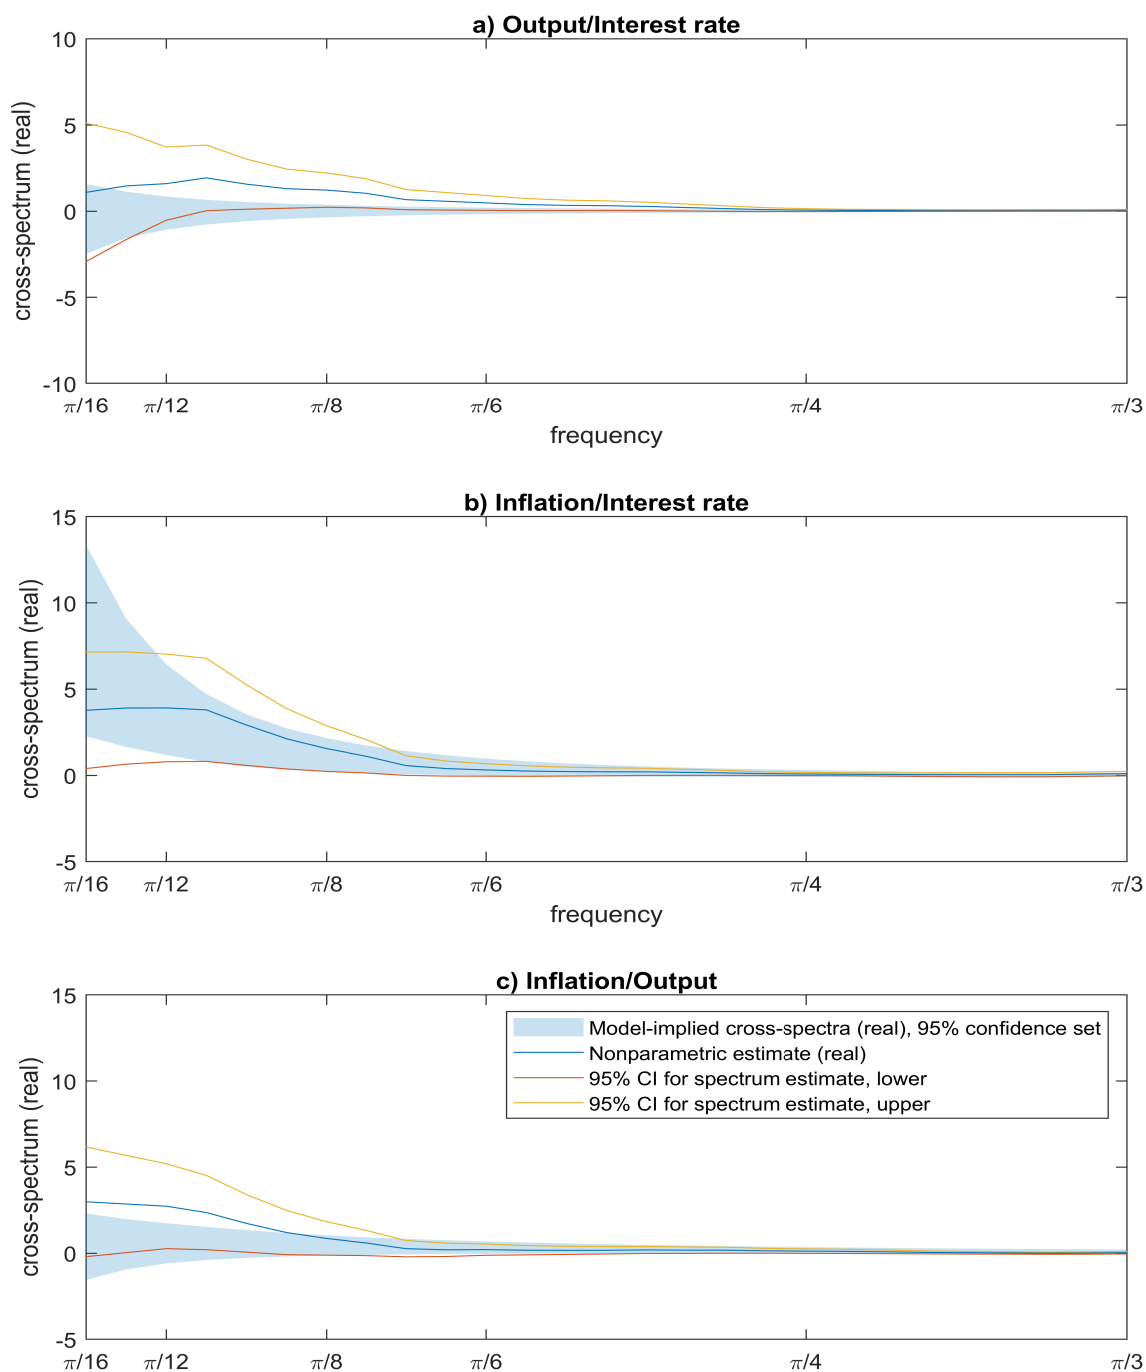 a) Output/Interest rate
10
5
0
-5
-10
cross-spectrum (real)
π/16 π/12 π/8 π/6 π/4 π/3
frequency
b) Inflation/Interest rate
15
10
5
0
-5
cross-spectrum (real)
π/16 π/12 π/8 π/6 π/4 π/3
frequency
c) Inflation/Output
15
10
5
0
-5
cross-spectrum (real)
Model-implied cross-spectra (real), 95% confidence set
Nonparametric estimate (real)
95% CI for spectrum estimate, lower
95% CI for spectrum estimate, upper
π/16 π/12 π/8 π/6 π/4 π/3